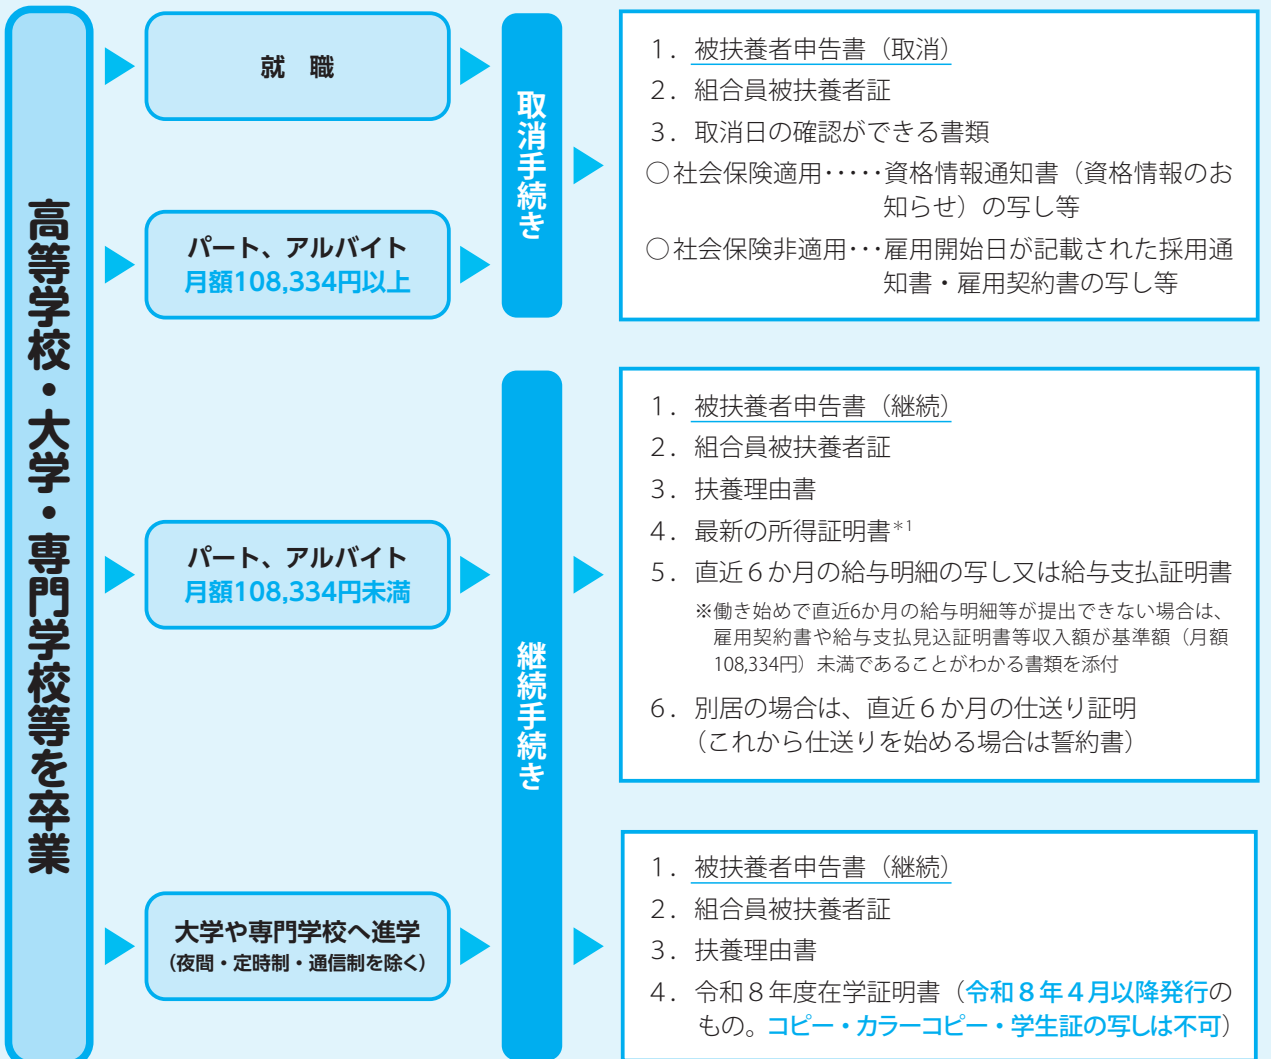 高等学校・大学・専門学校等を卒業
就　職
パート、アルバイト
月額108,334円以上
取消手続き
1．被扶養者申告書（取消）
2．組合員被扶養者証
3．取消日の確認ができる書類
○社会保険適用･････資格情報通知書（資格情報のお
知らせ）の写し等
○社会保険非適用･･･雇用開始日が記載された採用通
知書・雇用契約書の写し等
パート、アルバイト
月額108,334円未満
大学や専門学校へ進学
（夜間・定時制・通信制を除く）
継続手続き
1．被扶養者申告書（継続）
2．組合員被扶養者証
3．扶養理由書
4．最新の所得証明書*1
5．直近６か月の給与明細の写し又は給与支払証明書
※働き始めで直近6か月の給与明細等が提出できない場合は、
雇用契約書や給与支払見込証明書等収入額が基準額（月額
108,334円）未満であることがわかる書類を添付
6．別居の場合は、直近６か月の仕送り証明
（これから仕送りを始める場合は誓約書）
1．被扶養者申告書（継続）
2．組合員被扶養者証
3．扶養理由書
4．令和８年度在学証明書（令和８年４月以降発行の
もの。コピー・カラーコピー・学生証の写しは不可）